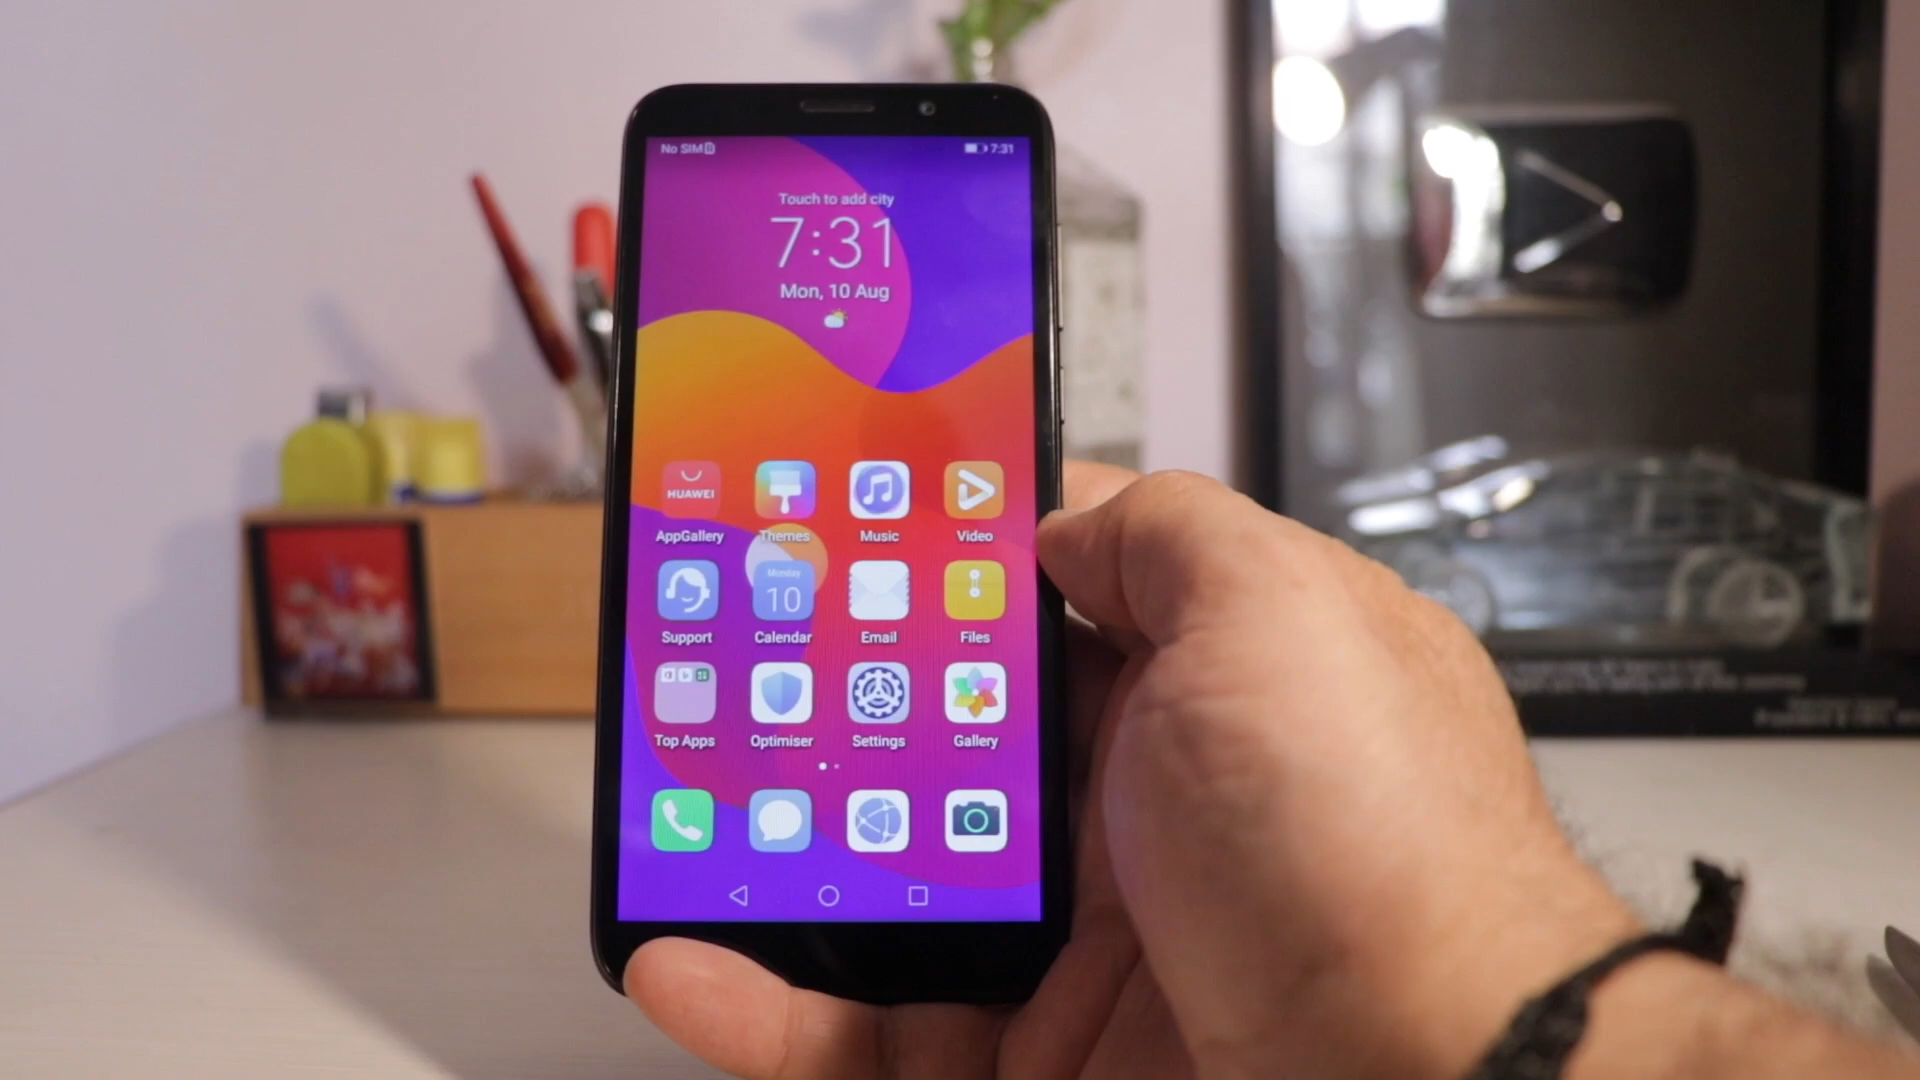 No SIM
7:31
Touch to add city
7:31
Mon, 10 Aug
HUAWEI
AppGallery
Themes
Music
Video
Monday
10
Support
Calendar
Email
Files
Top Apps
Optimiser
Settings
Gallery